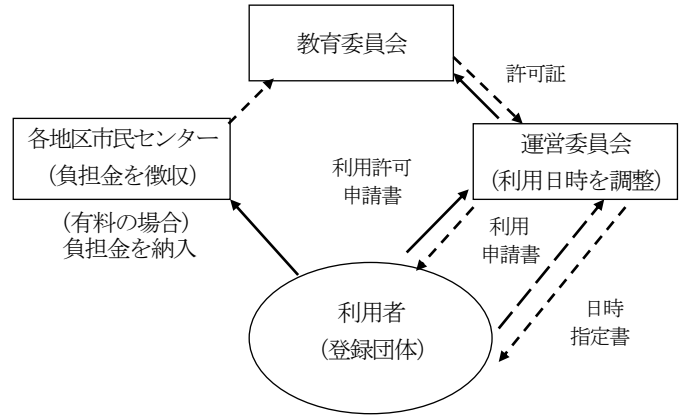 教育委員会
許可証
各地区市民センター
(負担金を徴収)
運営委員会
(利用日時を調整)
利用許可
申請書
(有料の場合)
負担金を納入
利用
申請書
利用者
(登録団体)
日時
指定書